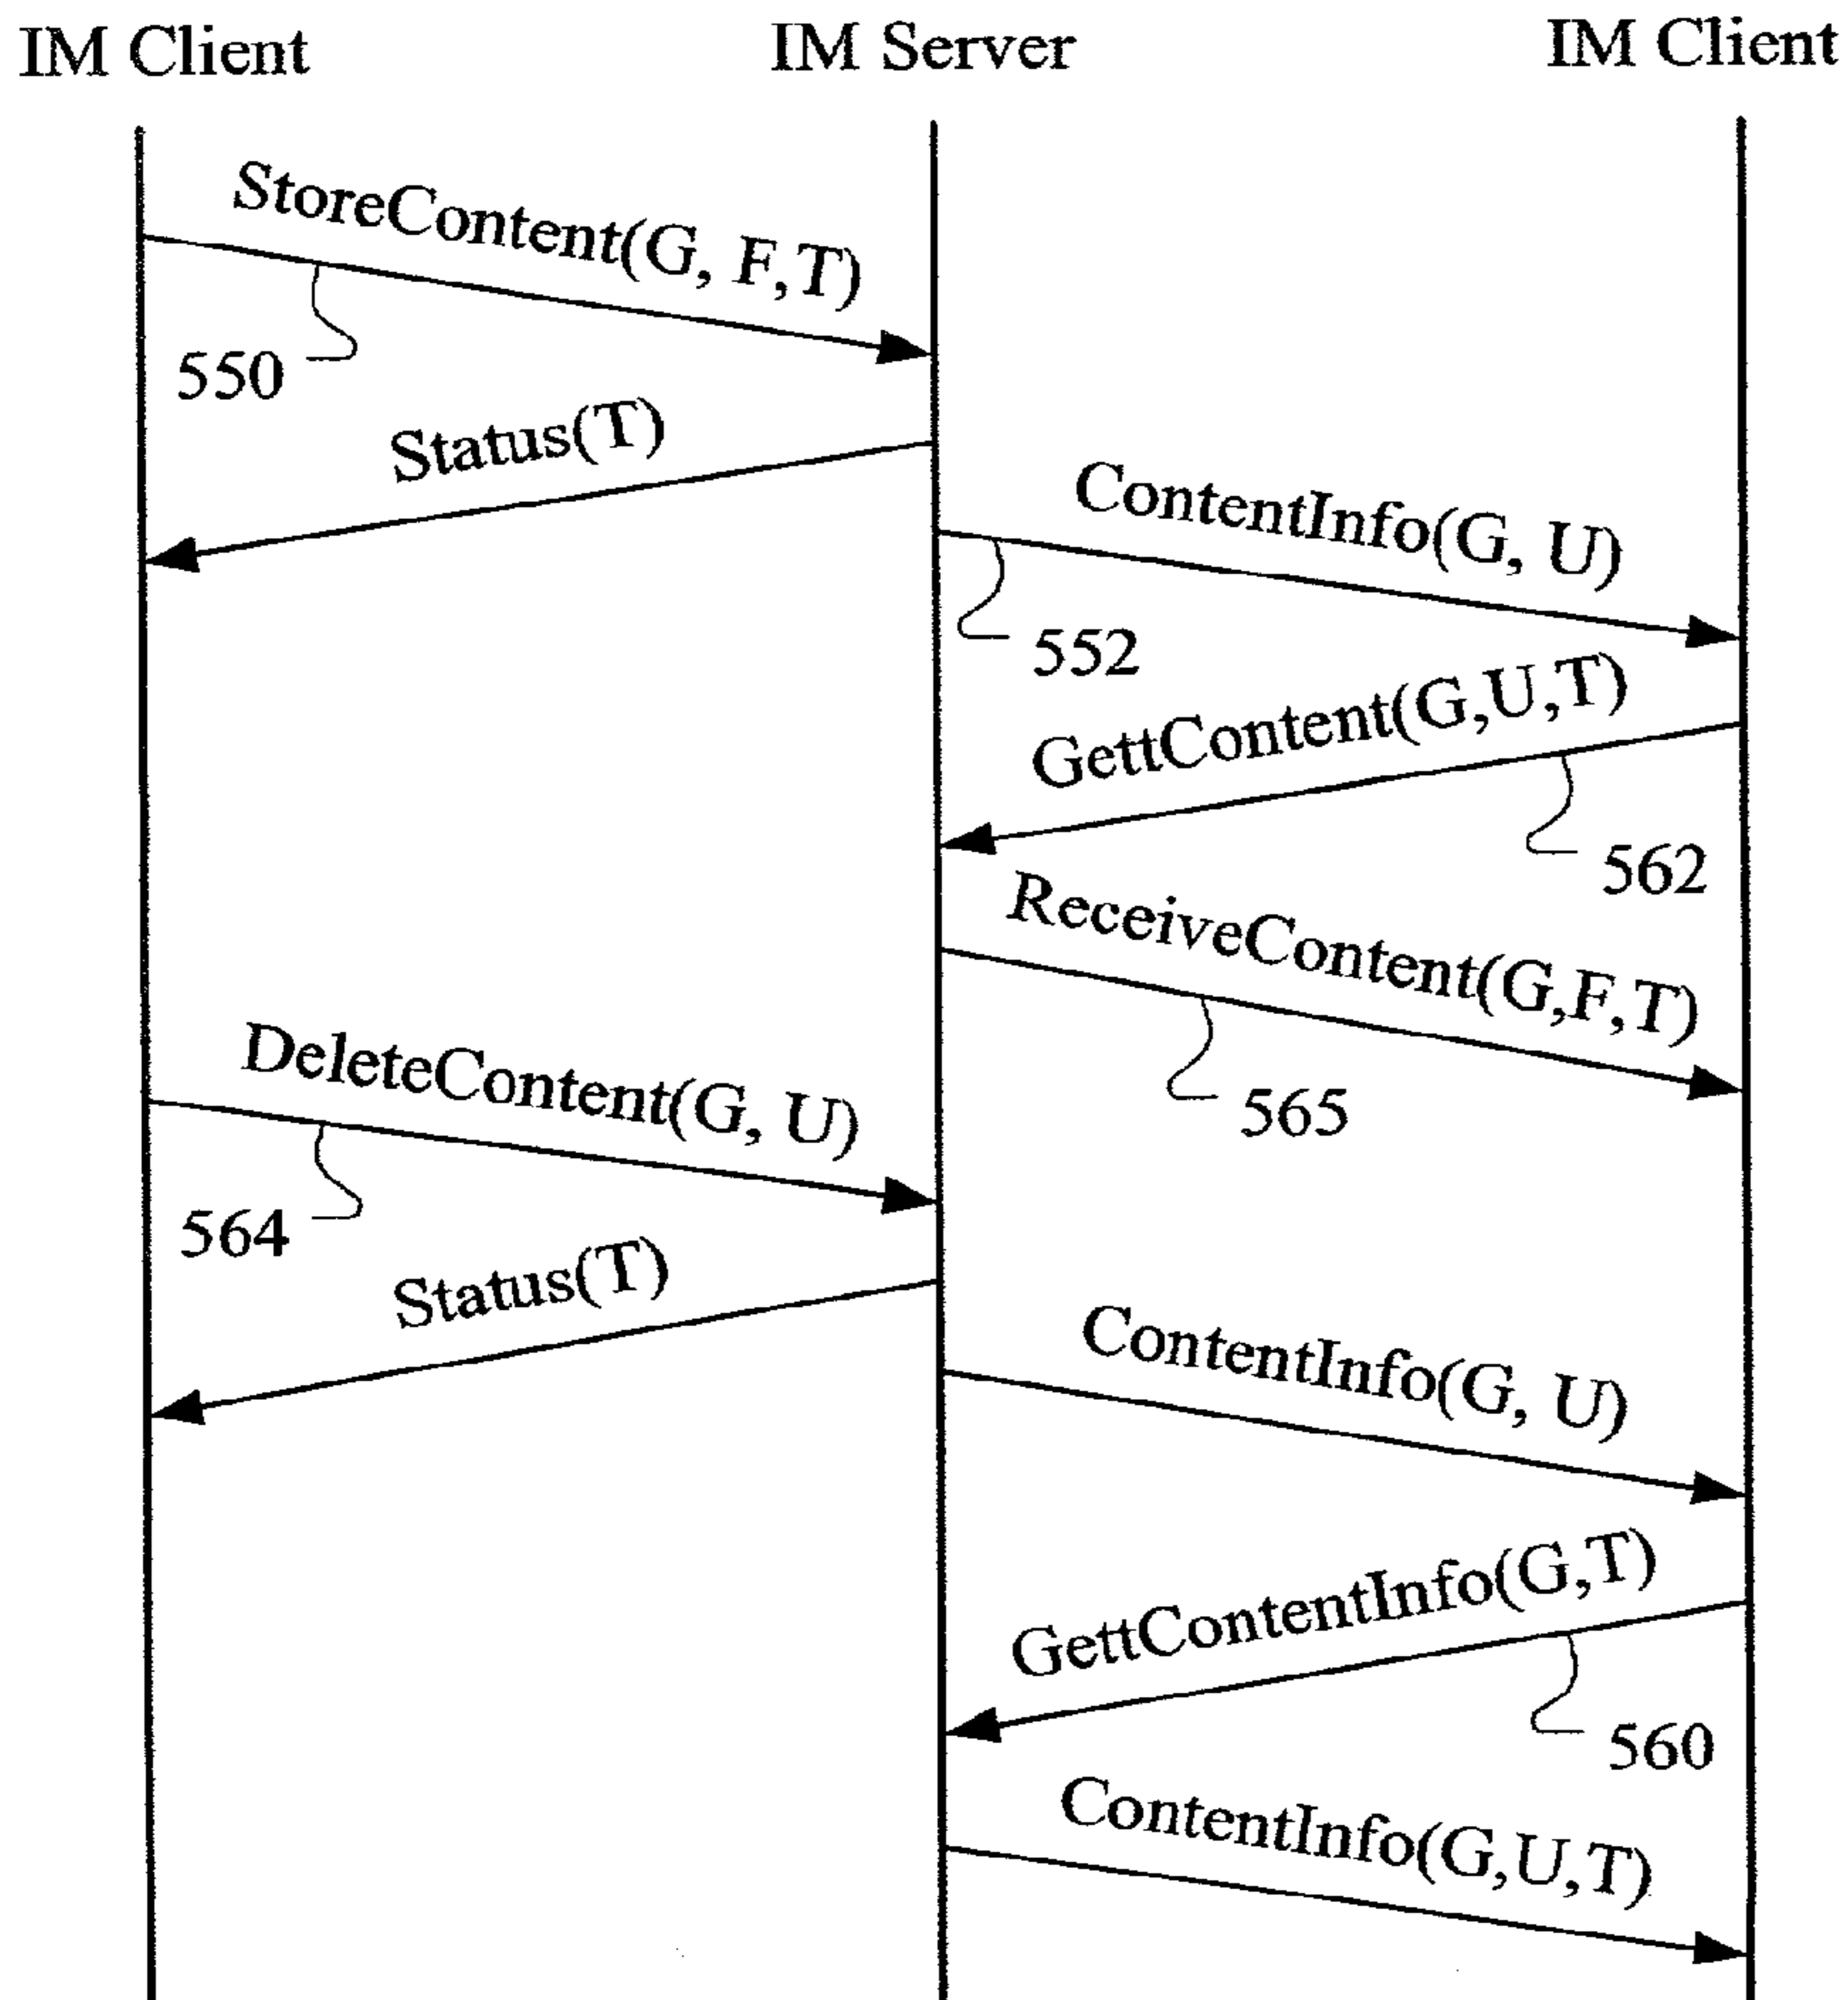 IM Client
IM Server
IM Client
StoreContent(G, F,T)
550
Status(T)
ContentInfo(G, U)
552
GettContent(G,U,T)
562
ReceiveContent(G,F,T)
565
DeleteContent(G, U)
564
Status(T)
ContentInfo(G, U)
GettContentInfo(G,T)
560
ContentInfo(G,U,T)